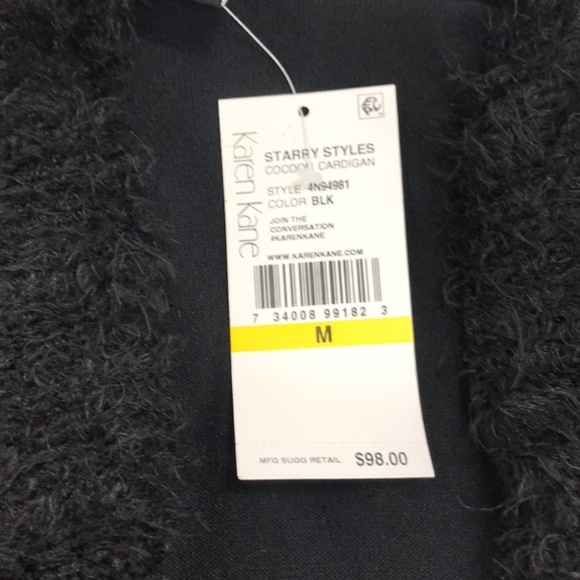 Karen Kane
STARRY STYLES
COCOON CARDIGAN
STYLE 4N94981
COLOR BLK
JOIN THE
CONVERSATION
#KARENKANE
WWW.KARENKANE.COM
7 34008 99182 3
M
MFG SUGG RETAIL $98.00